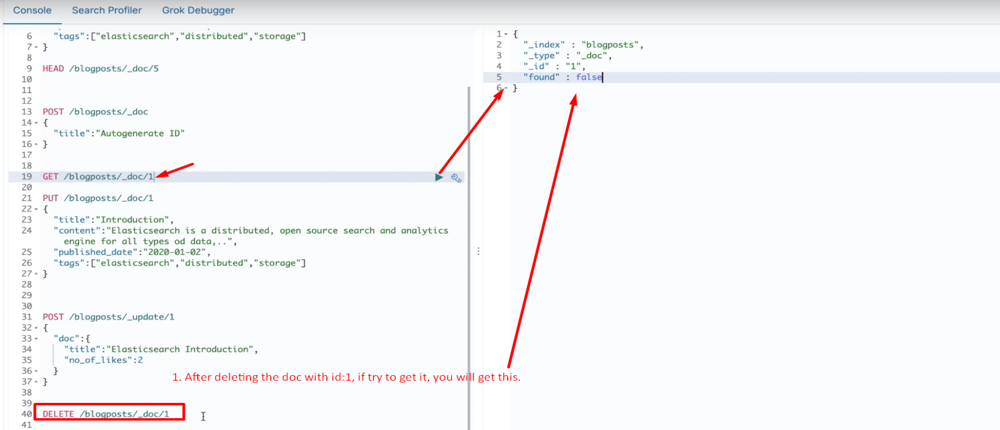 Console Search Profiler Grok Debugger
6 "tags":["elasticsearch","distributed","storage"]
7 }
8
9 HEAD /blogposts/_doc/5
10
11
12
13 POST /blogposts/_doc
14 {
15 "title":"Autogenerate ID"
16 }
17
18
19 GET /blogposts/_doc/1
20
21 PUT /blogposts/_doc/1
22 {
23 "title":"Introduction",
24 "content":"Elasticsearch is a distributed, open source search and analytics
engine for all types od data,..",
25 "published_date":"2020-01-02",
26 "tags":["elasticsearch","distributed","storage"]
27 }
28
29
30
31 POST /blogposts/_update/1
32 {
33 "doc":{
34 "title":"Elasticsearch Introduction",
35 "no_of_likes":2
36 }
37 }
38
39
40 DELETE /blogposts/_doc/1
41
1 {
2 "_index" : "blogposts",
3 "_type" : "_doc",
4 "_id" : "1",
5 "found" : false
6 }
1. After deleting the doc with id:1, if try to get it, you will get this.